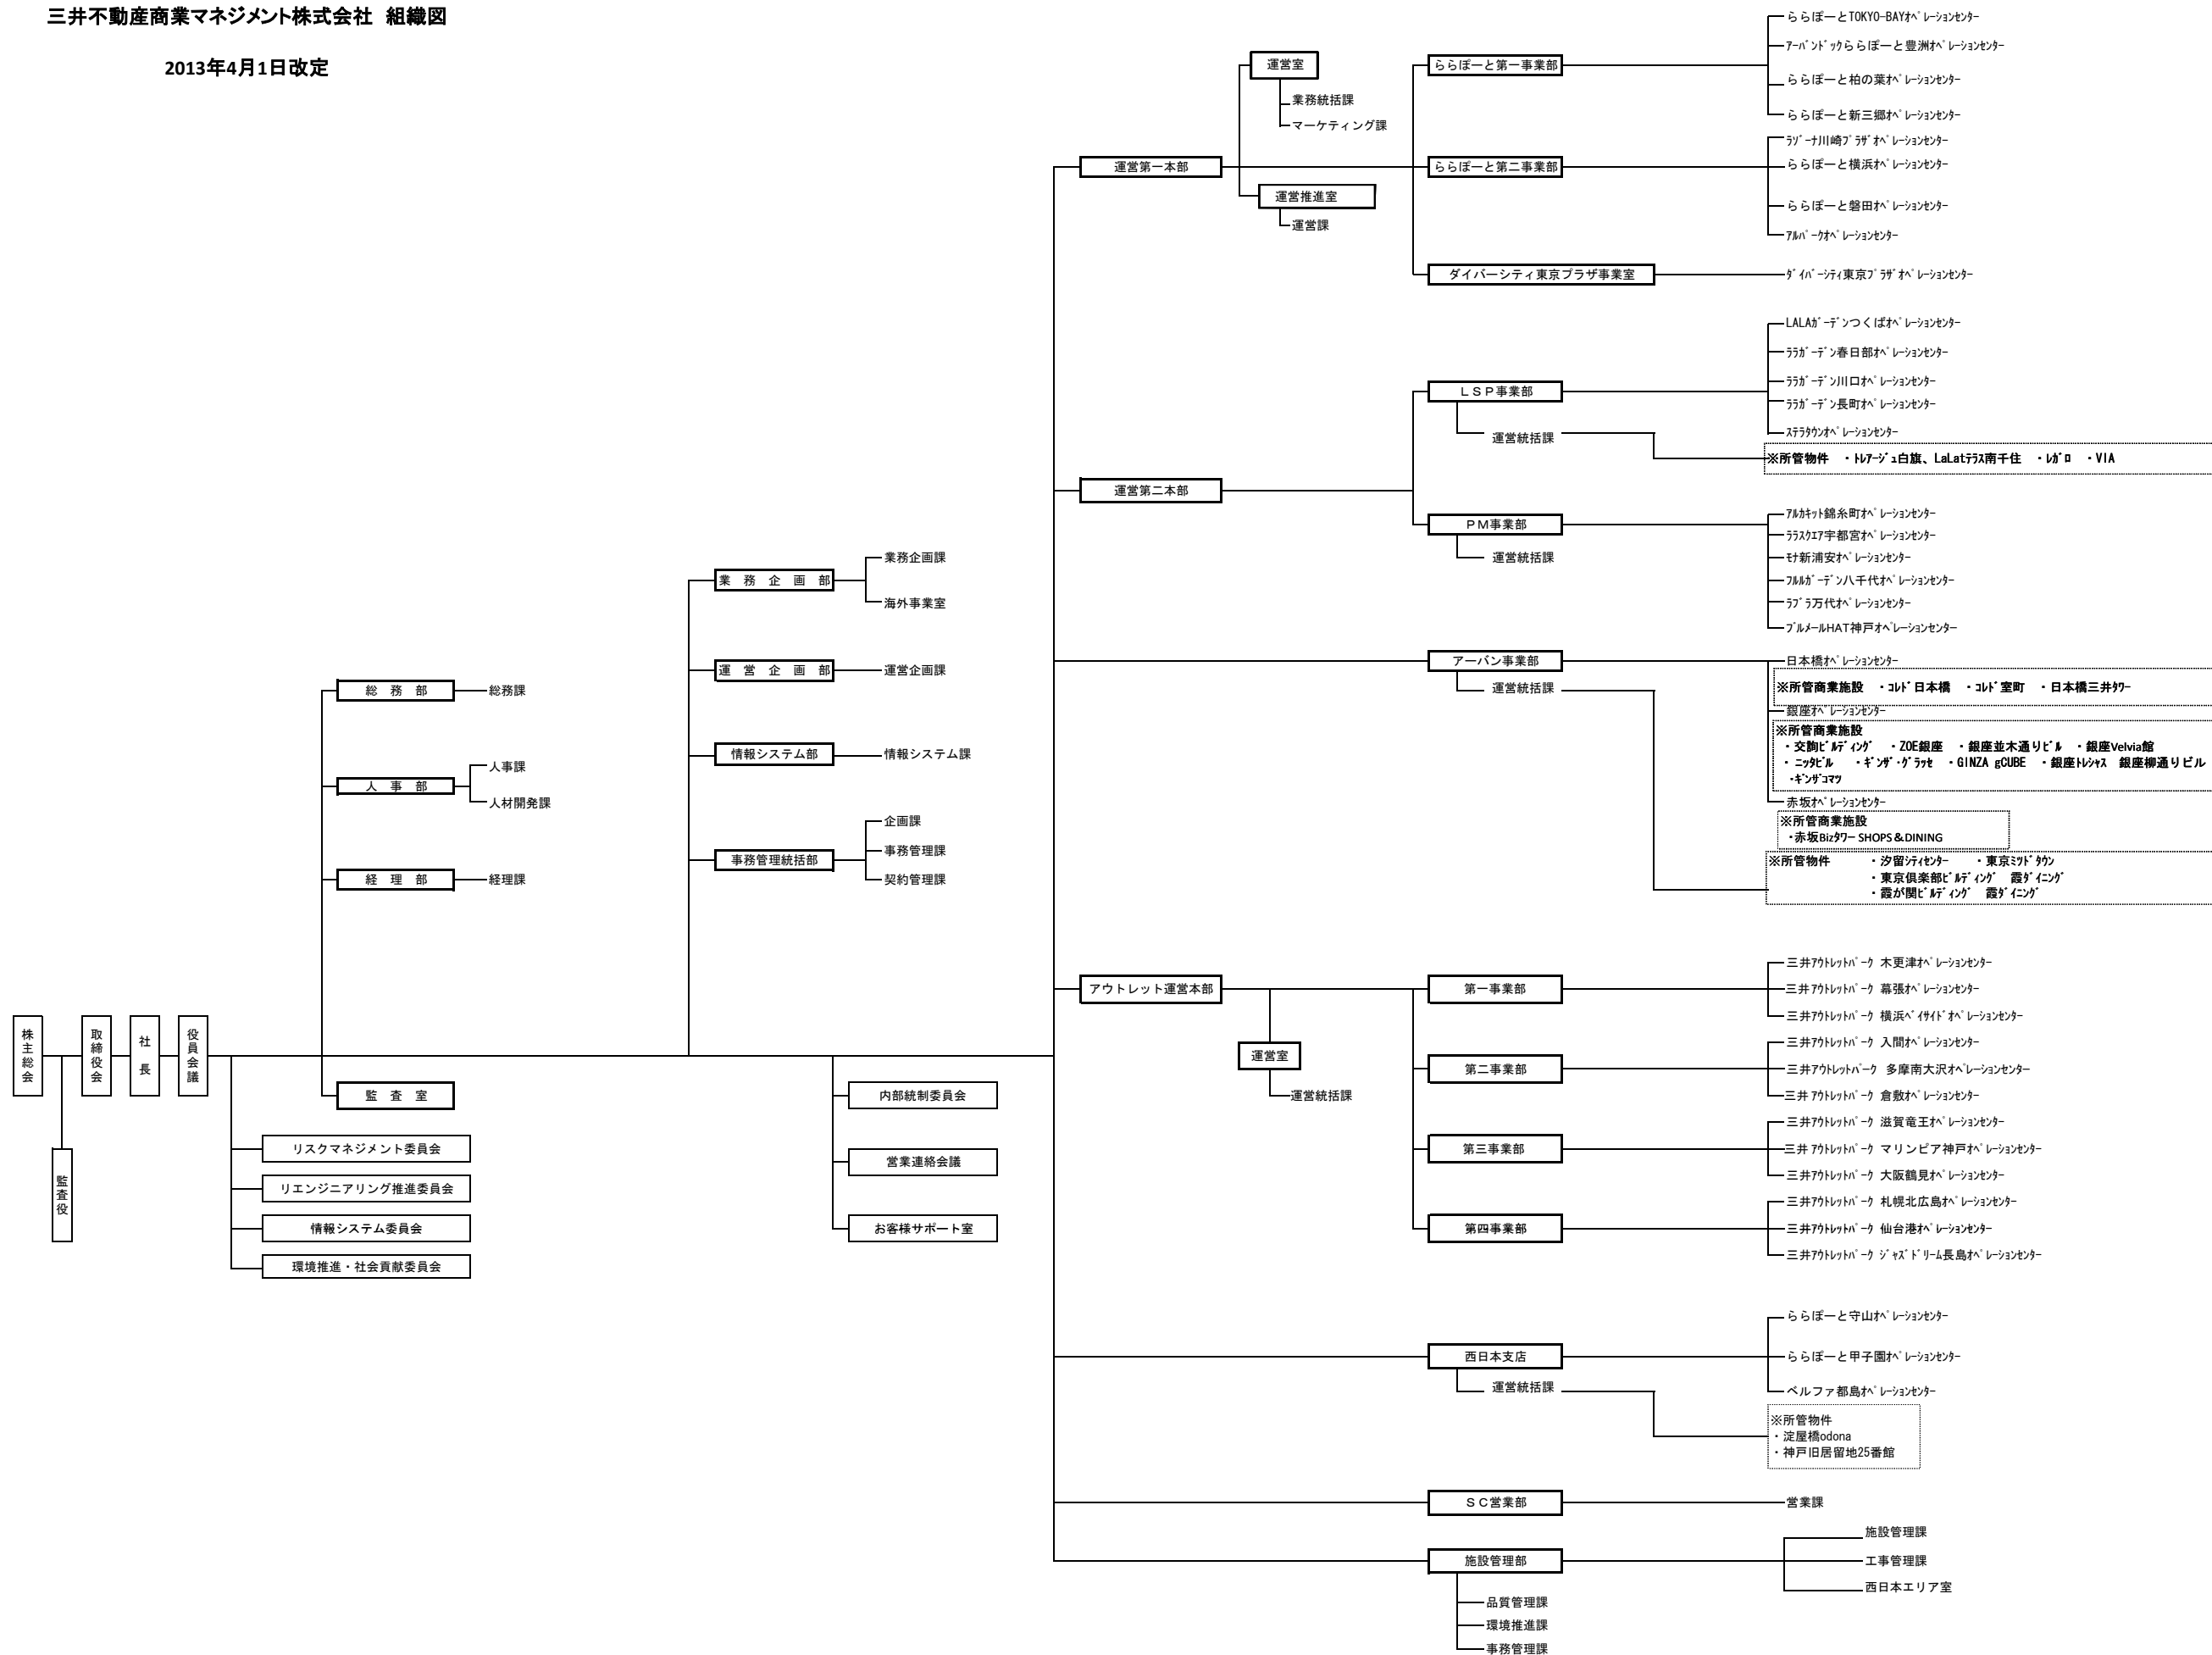 三井不動産商業マネジメント株式会社 組織図
2013年4月1日改定
株主総会
監査役
取締役会
社長
役員会議
総 務 部
総務課
人 事 部
人事課
人材開発課
経 理 部
経理課
監 査 室
リスクマネジメント委員会
リエンジニアリング推進委員会
情報システム委員会
環境推進・社会貢献委員会
業 務 企 画 部
業務企画課
海外事業室
運 営 企 画 部
運営企画課
情報システム部
情報システム課
事務管理統括部
企画課
事務管理課
契約管理課
内部統制委員会
営業連絡会議
お客様サポート室
運営第一本部
運営室
業務統括課
マーケティング課
運営推進室
運営課
ららぽーと第一事業部
ららぽーとTOKYO-BAYｵﾍﾟﾚｰｼｮﾝｾﾝﾀｰ
ｱｰﾊﾞﾝﾄﾞｯｸららぽーと豊洲ｵﾍﾟﾚｰｼｮﾝｾﾝﾀｰ
ららぽーと柏の葉ｵﾍﾟﾚｰｼｮﾝｾﾝﾀｰ
ららぽーと新三郷ｵﾍﾟﾚｰｼｮﾝｾﾝﾀｰ
ららぽーと第二事業部
ﾗｿﾞｰﾅ川崎ﾌﾟﾗｻﾞｵﾍﾟﾚｰｼｮﾝｾﾝﾀｰ
ららぽーと横浜ｵﾍﾟﾚｰｼｮﾝｾﾝﾀｰ
ららぽーと磐田ｵﾍﾟﾚｰｼｮﾝｾﾝﾀｰ
ｱﾙﾊﾟｰｸｵﾍﾟﾚｰｼｮﾝｾﾝﾀｰ
ダイバーシティ東京プラザ事業室
ﾀﾞｲﾊﾞｰｼﾃｨ東京ﾌﾟﾗｻﾞｵﾍﾟﾚｰｼｮﾝｾﾝﾀｰ
運営第二本部
ＬＳＰ事業部
運営統括課
LALAｶﾞｰﾃﾞﾝつくばｵﾍﾟﾚｰｼｮﾝｾﾝﾀｰ
ﾗﾗｶﾞｰﾃﾞﾝ春日部ｵﾍﾟﾚｰｼｮﾝｾﾝﾀｰ
ﾗﾗｶﾞｰﾃﾞﾝ川口ｵﾍﾟﾚｰｼｮﾝｾﾝﾀｰ
ﾗﾗｶﾞｰﾃﾞﾝ長町ｵﾍﾟﾚｰｼｮﾝｾﾝﾀｰ
ｽﾃﾗﾀｳﾝｵﾍﾟﾚｰｼｮﾝｾﾝﾀｰ
※所管物件 ・ﾄﾚｱｰｼﾞｭ白旗、LaLatﾃﾗｽ南千住 ・ﾚｶﾞﾛ ・VIA
ＰＭ事業部
運営統括課
ｱﾙｶｷｯﾄ錦糸町ｵﾍﾟﾚｰｼｮﾝｾﾝﾀｰ
ﾗﾗｽｸｴｱ宇都宮ｵﾍﾟﾚｰｼｮﾝｾﾝﾀｰ
ﾓﾅ新浦安ｵﾍﾟﾚｰｼｮﾝｾﾝﾀｰ
ﾌﾙﾙｶﾞｰﾃﾞﾝ八千代ｵﾍﾟﾚｰｼｮﾝｾﾝﾀｰ
ﾗﾌﾞﾗ万代ｵﾍﾟﾚｰｼｮﾝｾﾝﾀｰ
ﾌﾞﾙﾒｰﾙHAT神戸ｵﾍﾟﾚｰｼｮﾝｾﾝﾀｰ
アーバン事業部
運営統括課
日本橋ｵﾍﾟﾚｰｼｮﾝｾﾝﾀｰ
※所管商業施設 ・ｺﾚﾄﾞ日本橋 ・ｺﾚﾄﾞ室町 ・日本橋三井ﾀﾜｰ
銀座ｵﾍﾟﾚｰｼｮﾝｾﾝﾀｰ
※所管商業施設
・交詢ﾋﾞﾙﾃﾞｨﾝｸﾞ ・ZOE銀座 ・銀座並木通りﾋﾞﾙ ・銀座Velvia館
・ﾆｯﾀﾋﾞﾙ ・ｷﾞﾝｻﾞ･ｸﾞﾗｯｾ ・GINZA gCUBE ・銀座ﾄﾚｼｬｽ 銀座柳通りﾋﾞﾙ
・ｷﾞﾝｻﾞｺﾏﾂ
赤坂ｵﾍﾟﾚｰｼｮﾝｾﾝﾀｰ
※所管商業施設
・赤坂Bizﾀﾜｰ SHOPS＆DINING
※所管物件 ・汐留ｼﾃｨｾﾝﾀｰ ・東京ﾐｯﾄﾞﾀｳﾝ
・東京倶楽部ﾋﾞﾙﾃﾞｨﾝｸﾞ 霞ﾀﾞｲﾆﾝｸﾞ
・霞が関ﾋﾞﾙﾃﾞｨﾝｸﾞ 霞ﾀﾞｲﾆﾝｸﾞ
アウトレット運営本部
運営室
運営統括課
第一事業部
三井ｱｳﾄﾚｯﾄﾊﾟｰｸ 木更津ｵﾍﾟﾚｰｼｮﾝｾﾝﾀｰ
三井ｱｳﾄﾚｯﾄﾊﾟｰｸ 幕張ｵﾍﾟﾚｰｼｮﾝｾﾝﾀｰ
三井ｱｳﾄﾚｯﾄﾊﾟｰｸ 横浜ﾍﾞｲｻｲﾄﾞｵﾍﾟﾚｰｼｮﾝｾﾝﾀｰ
第二事業部
三井ｱｳﾄﾚｯﾄﾊﾟｰｸ 入間ｵﾍﾟﾚｰｼｮﾝｾﾝﾀｰ
三井ｱｳﾄﾚｯﾄﾊﾟｰｸ 多摩南大沢ｵﾍﾟﾚｰｼｮﾝｾﾝﾀｰ
三井ｱｳﾄﾚｯﾄﾊﾟｰｸ 倉敷ｵﾍﾟﾚｰｼｮﾝｾﾝﾀｰ
第三事業部
三井ｱｳﾄﾚｯﾄﾊﾟｰｸ 滋賀竜王ｵﾍﾟﾚｰｼｮﾝｾﾝﾀｰ
三井ｱｳﾄﾚｯﾄﾊﾟｰｸ マリンピア神戸ｵﾍﾟﾚｰｼｮﾝｾﾝﾀｰ
三井ｱｳﾄﾚｯﾄﾊﾟｰｸ 大阪鶴見ｵﾍﾟﾚｰｼｮﾝｾﾝﾀｰ
第四事業部
三井ｱｳﾄﾚｯﾄﾊﾟｰｸ 札幌北広島ｵﾍﾟﾚｰｼｮﾝｾﾝﾀｰ
三井ｱｳﾄﾚｯﾄﾊﾟｰｸ 仙台港ｵﾍﾟﾚｰｼｮﾝｾﾝﾀｰ
三井ｱｳﾄﾚｯﾄﾊﾟｰｸ ｼﾞｬｽﾞﾄﾞﾘｰﾑ長島ｵﾍﾟﾚｰｼｮﾝｾﾝﾀｰ
西日本支店
運営統括課
ららぽーと守山ｵﾍﾟﾚｰｼｮﾝｾﾝﾀｰ
ららぽーと甲子園ｵﾍﾟﾚｰｼｮﾝｾﾝﾀｰ
ベルファ都島ｵﾍﾟﾚｰｼｮﾝｾﾝﾀｰ
※所管物件
・淀屋橋odona
・神戸旧居留地25番館
ＳＣ営業部
営業課
施設管理部
施設管理課
工事管理課
西日本エリア室
品質管理課
環境推進課
事務管理課